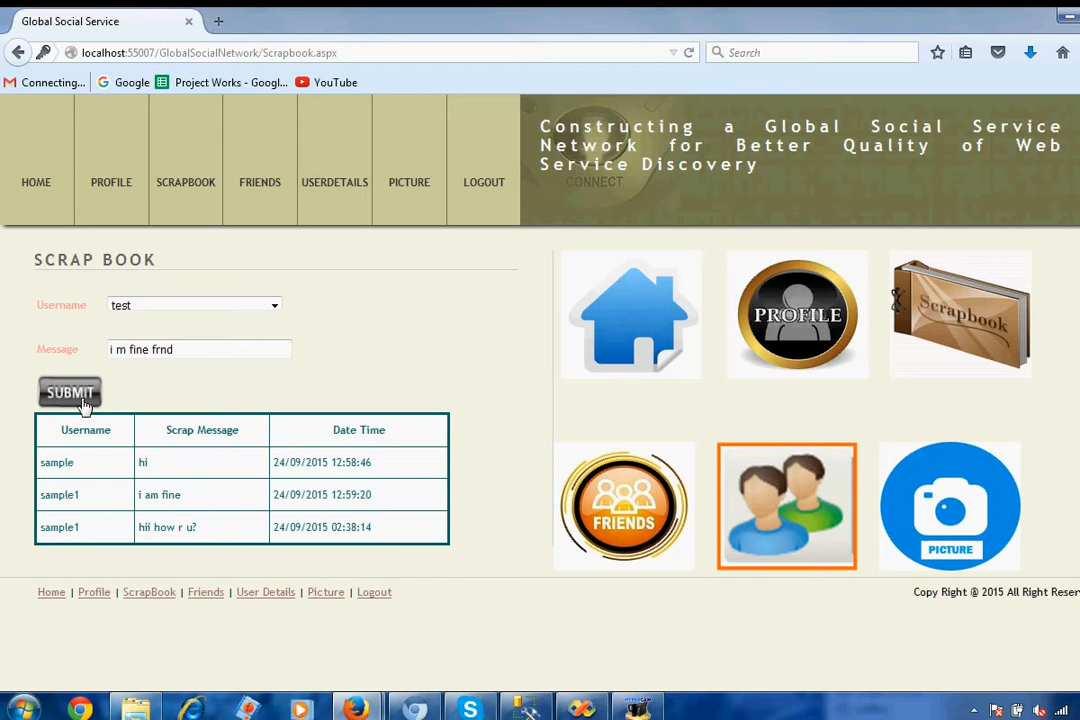 Global Social Service
localhost:55007/GlobalSocialNetwork/Scrapbook.aspx
Search
Connecting...
Google
Project Works - Googl...
YouTube
HOME
PROFILE
SCRAPBOOK
FRIENDS
USERDETAILS
PICTURE
LOGOUT
Constructing a Global Social Service
Network for Better Quality of Web
Service Discovery
CONNECT
SCRAP BOOK
Username
test
Message
i m fine frnd
SUBMIT
Username Scrap Message Date Time
sample hi 24/09/2015 12:58:46
sample1 i am fine 24/09/2015 12:59:20
sample1 hii how r u? 24/09/2015 02:38:14
PROFILE
Scrapbook
FRIENDS
PICTURE
Home | Profile | ScrapBook | Friends | User Details | Picture | Logout
Copy Right @ 2015 All Right Reser